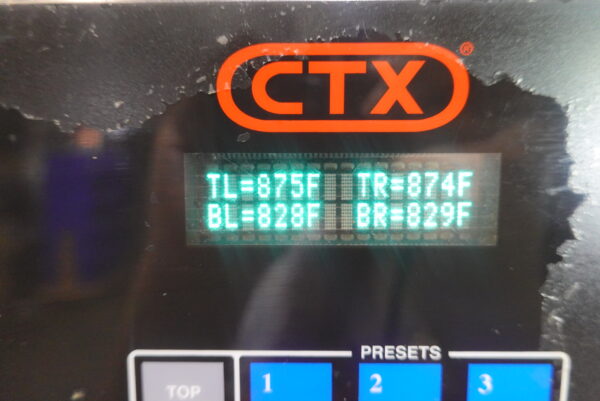 CTX®
TL=875F TR=874F
BL=828F BR=829F
PRESETS
TOP 1 2 3